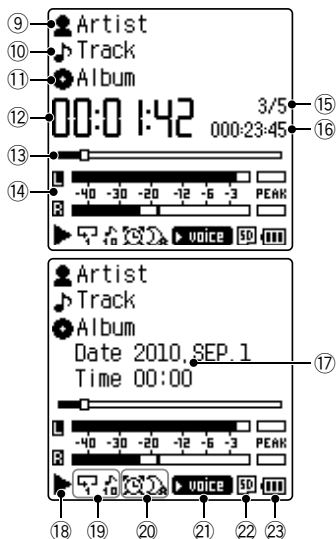 ⑨ Artist
⑩ Track
⑪ Album
⑫ 00:01:42 3/5 ⑮
000:23:45 ⑯
⑬
⑭ L
-40 -30 -20 -12 -6 -3 PEAK
R
voice SD
Artist
Track
Album
Date 2010.SEP.1
Time 00:00 ⑰
L
-40 -30 -20 -12 -6 -3 PEAK
R
voice SD
⑱ ⑲ ⑳ ㉑ ㉒ ㉓